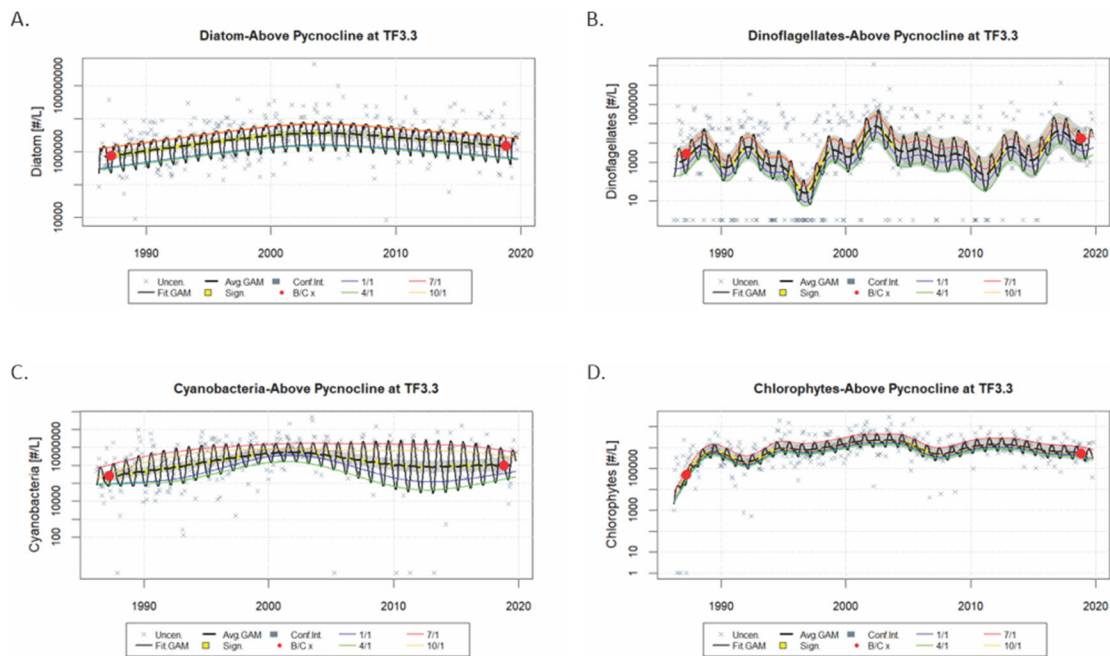 A.
Diatom-Above Pycnocline at TF3.3
Diatom [#/L]
100000000
1000000
10000
1990 2000 2010 2020
Uncen. Avg.GAM Conf.Int. 1/1 7/1
Fit.GAM Sign. B/C x 4/1 10/1
B.
Dinoflagellates-Above Pycnocline at TF3.3
Dinoflagellates [#/L]
100000
1000
10
1990 2000 2010 2020
Uncen. Avg.GAM Conf.Int. 1/1 7/1
Fit.GAM Sign. B/C x 4/1 10/1
C.
Cyanobacteria-Above Pycnocline at TF3.3
Cyanobacteria [#/L]
1000000
10000
100
1990 2000 2010 2020
Uncen. Avg.GAM Conf.Int. 1/1 7/1
Fit.GAM Sign. B/C x 4/1 10/1
D.
Chlorophytes-Above Pycnocline at TF3.3
Chlorophytes [#/L]
100000
1000
10
1
1990 2000 2010 2020
Uncen. Avg.GAM Conf.Int. 1/1 7/1
Fit.GAM Sign. B/C x 4/1 10/1